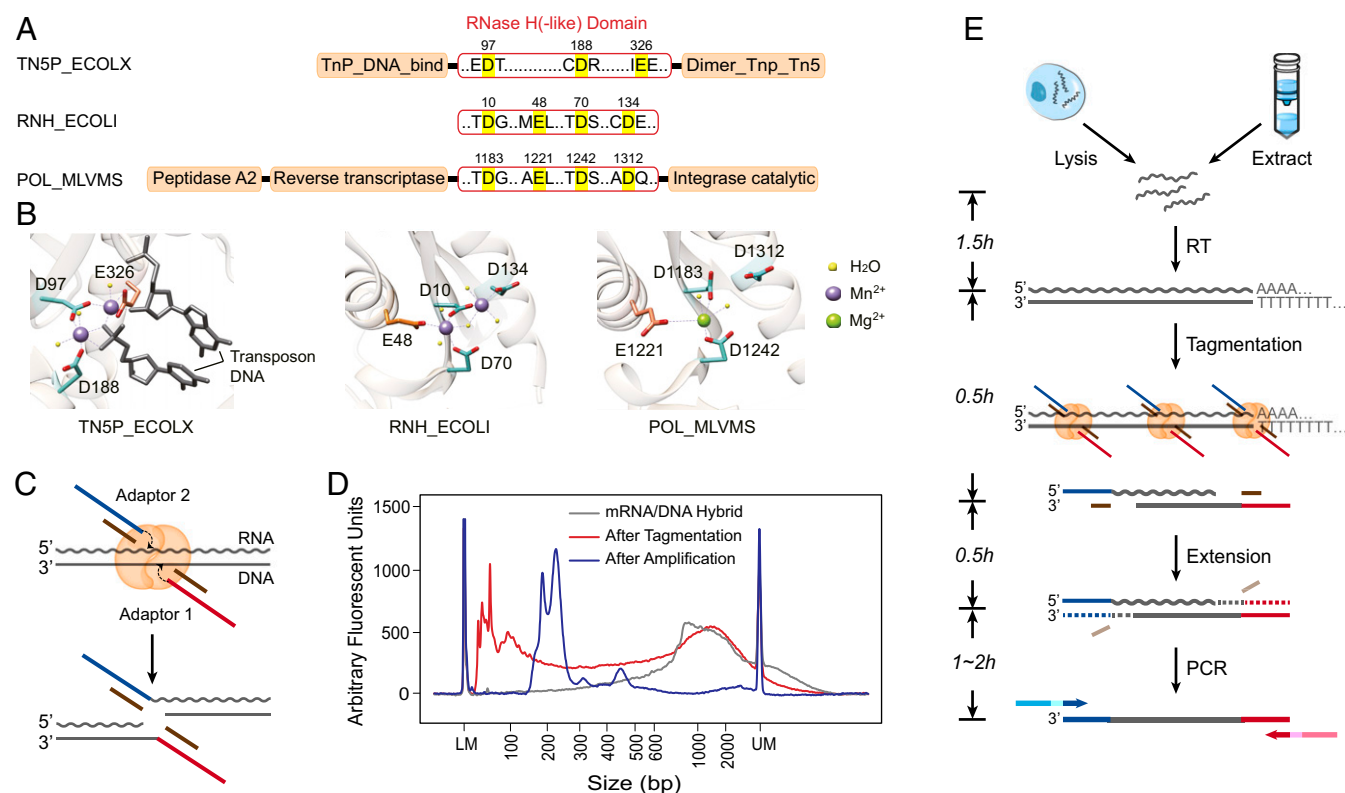 A
RNase H(-like) Domain
97 188 326
TN5P_ECOLX TnP_DNA_bind ..EDT............CDR......IEE.. Dimer_Tnp_Tn5
10 48 70 134
RNH_ECOLI ..TDG..MEL..TDS..CDE..
1183 1221 1242 1312
POL_MLVMS Peptidase A2 Reverse transcriptase ..TDG..AEL..TDS..ADQ.. Integrase catalytic
B
D97 E326
D188
Transposon
DNA
TN5P_ECOLX
D134
D10
E48
D70
RNH_ECOLI
D1312
D1183
E1221
D1242
POL_MLVMS
H2O
Mn2+
Mg2+
C
Adaptor 2
RNA
5’
3’
DNA
Adaptor 1
5’
3’
D
Arbitrary Fluorescent Units
1500
1000
500
0
mRNA/DNA Hybrid
After Tagmentation
After Amplification
LM 100 200 300 400 500 600 1000 2000 UM
Size (bp)
E
Lysis Extract
1.5h
RT
5’ AAAA...
3’ TTTTTTTT...
Tagmentation
0.5h
5’ AAAA...
3’ TTTTTTT...
5’
3’
0.5h
Extension
5’
3’
1~2h
PCR
3’